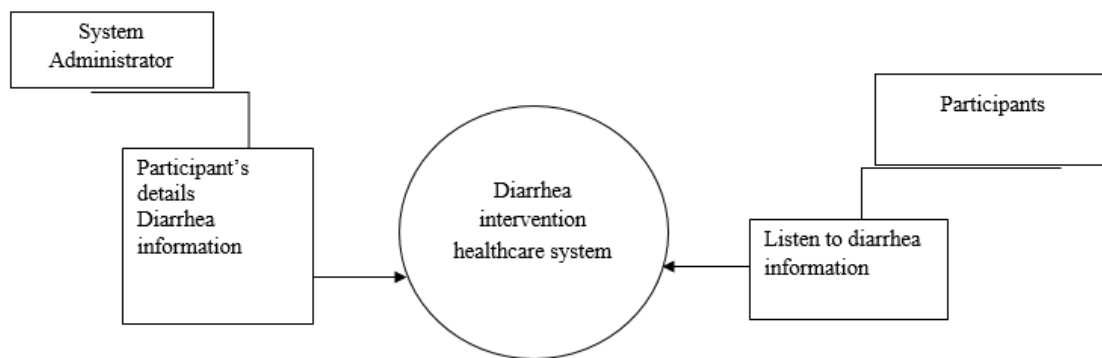 System
Administrator
Participant’s
details
Diarrhea
information
Diarrhea
intervention
healthcare system
Participants
Listen to diarrhea
information